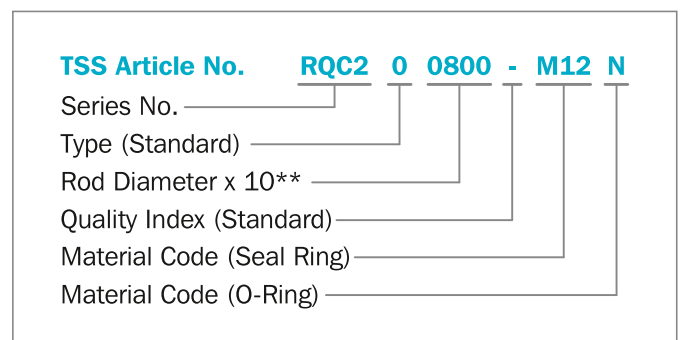 TSS Article No. RQC2 0 0800 - M12 N
Series No.
Type (Standard)
Rod Diameter x 10**
Quality Index (Standard)
Material Code (Seal Ring)
Material Code (O-Ring)